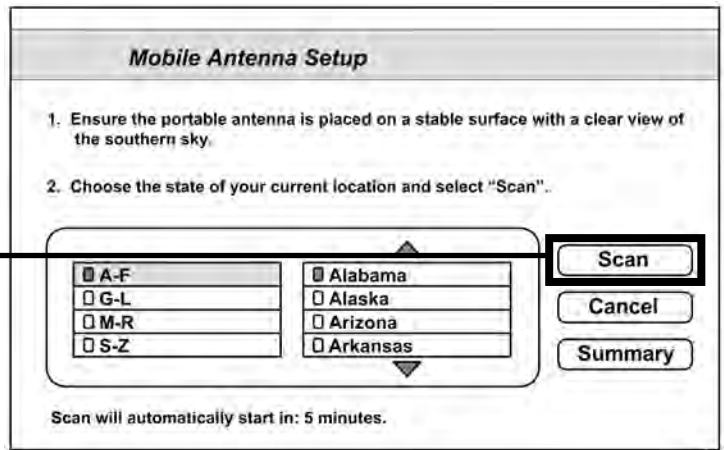 Mobile Antenna Setup
1. Ensure the portable antenna is placed on a stable surface with a clear view of
the southern sky.
2. Choose the state of your current location and select "Scan".
A-F
G-L
M-R
S-Z
Alabama
Alaska
Arizona
Arkansas
Scan
Cancel
Summary
Scan will automatically start in: 5 minutes.